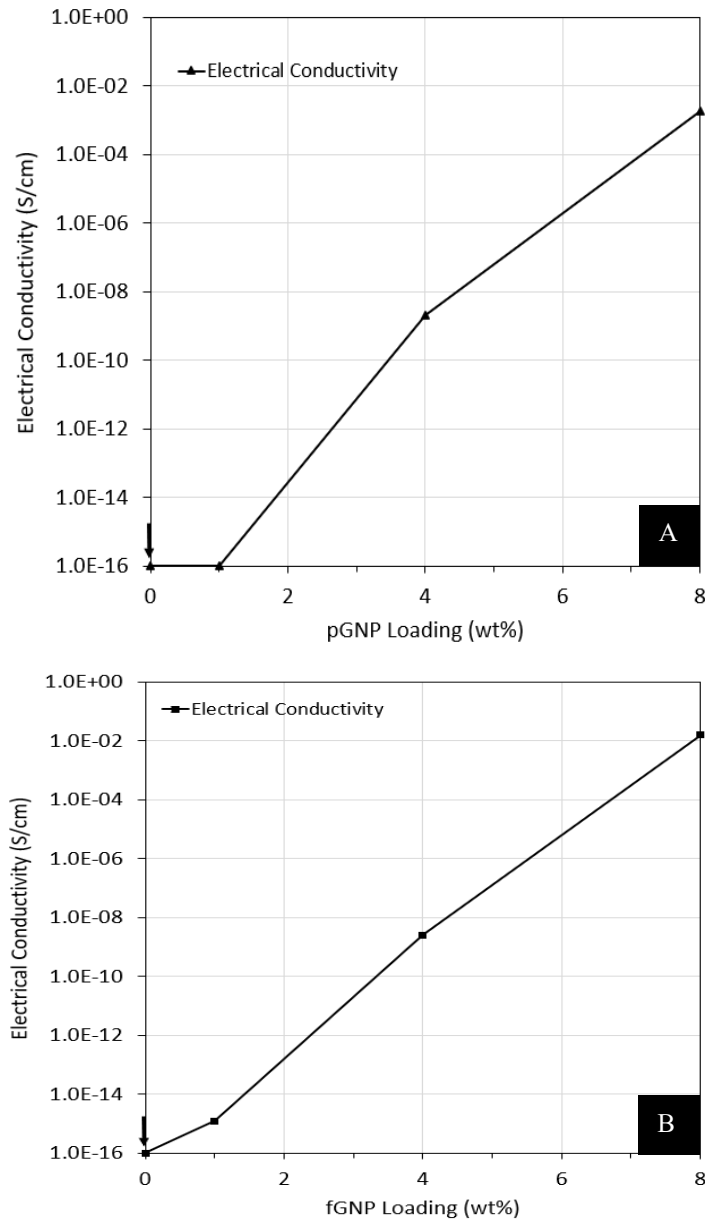 1.0E+00
Electrical Conductivity
1.0E-02
1.0E-04
1.0E-06
1.0E-08
1.0E-10
1.0E-12
1.0E-14
1.0E-16
Electrical Conductivity (S/cm)
A
0 2 4 6 8
pGNP Loading (wt%)
1.0E+00
Electrical Conductivity
1.0E-02
1.0E-04
1.0E-06
1.0E-08
1.0E-10
1.0E-12
1.0E-14
1.0E-16
Electrical Conductivity (S/cm)
B
0 2 4 6 8
fGNP Loading (wt%)